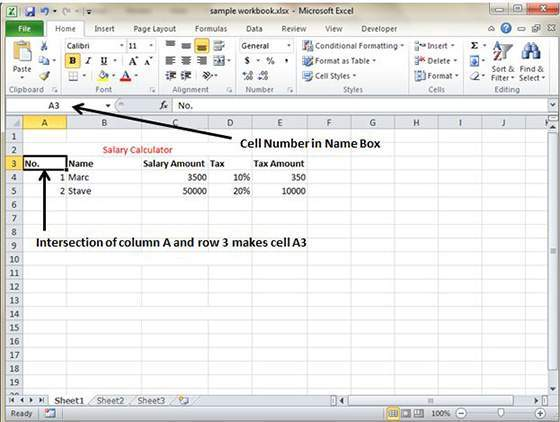 sample workbook.xlsx - Microsoft Excel
File Home Insert Page Layout Formulas Data Review View Developer
Paste Calibri 11 General Conditional Formatting Insert Σ
B I U A A $ % , Format as Table Delete Sort & Filter Find & Select
Cell Styles Format
Clipboard Font Alignment Number Styles Cells Editing
A3 fx No.
A B C D E F G H I J
1
Cell Number in Name Box
2 Salary Calculator
3 No. Name Salary Amount Tax Tax Amount
4 1 Marc 3500 10% 350
5 2 Stave 50000 20% 10000
6
7
8
9 Intersection of column A and row 3 makes cell A3
10
11
12
13
14
15
16
17
18
19
Sheet1 Sheet2 Sheet3
Ready 100%